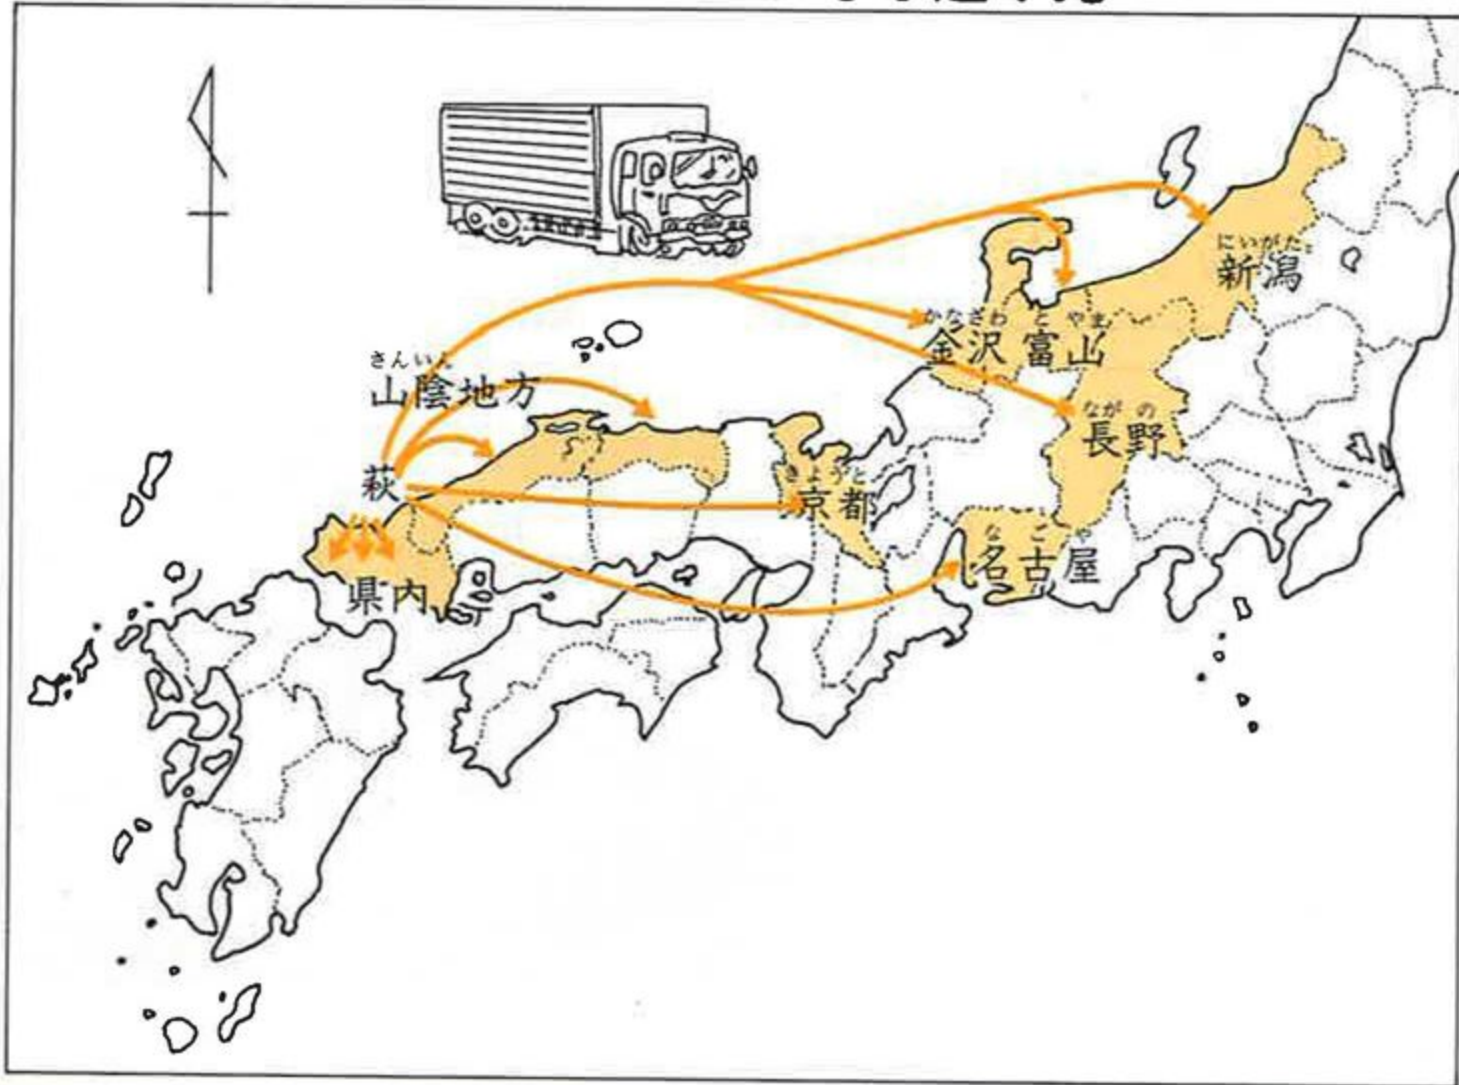 にいがた
新潟
かなざわ とやま
金沢 富山
さんいん
山陰地方
ながの
長野
萩
きょうと
京都
なごや
名古屋
県内